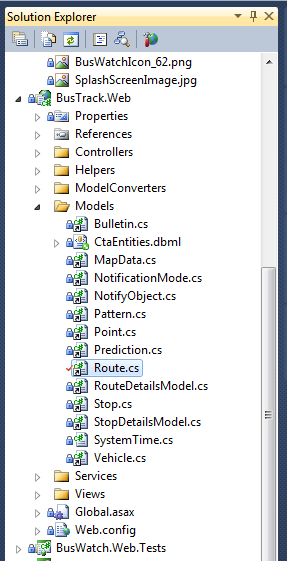 Solution Explorer
BusWatchIcon_62.png
SplashScreenImage.jpg
BusTrack.Web
Properties
References
Controllers
Helpers
ModelConverters
Models
Bulletin.cs
CtaEntities.dbml
MapData.cs
NotificationMode.cs
NotifyObject.cs
Pattern.cs
Point.cs
Prediction.cs
Route.cs
RouteDetailsModel.cs
Stop.cs
StopDetailsModel.cs
SystemTime.cs
Vehicle.cs
Services
Views
Global.asax
Web.config
BusWatch.Web.Tests